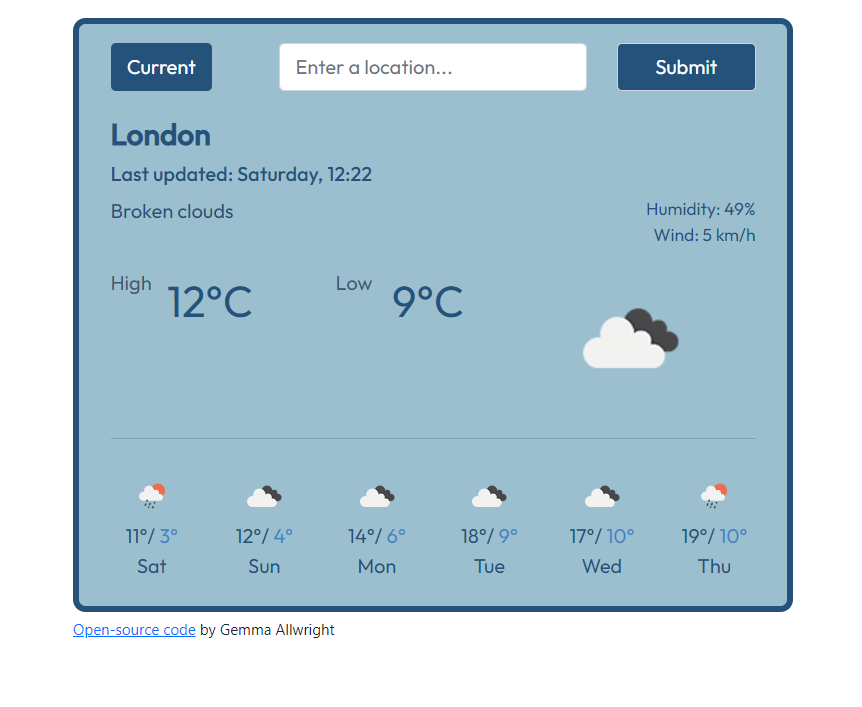 Current
Enter a location...
Submit
London
Last updated: Saturday, 12:22
Broken clouds
Humidity: 49%
Wind: 5 km/h
High 12°C Low 9°C
11°/ 3° 12°/ 4° 14°/ 6° 18°/ 9° 17°/ 10° 19°/ 10°
Sat Sun Mon Tue Wed Thu
Open-source code by Gemma Allwright